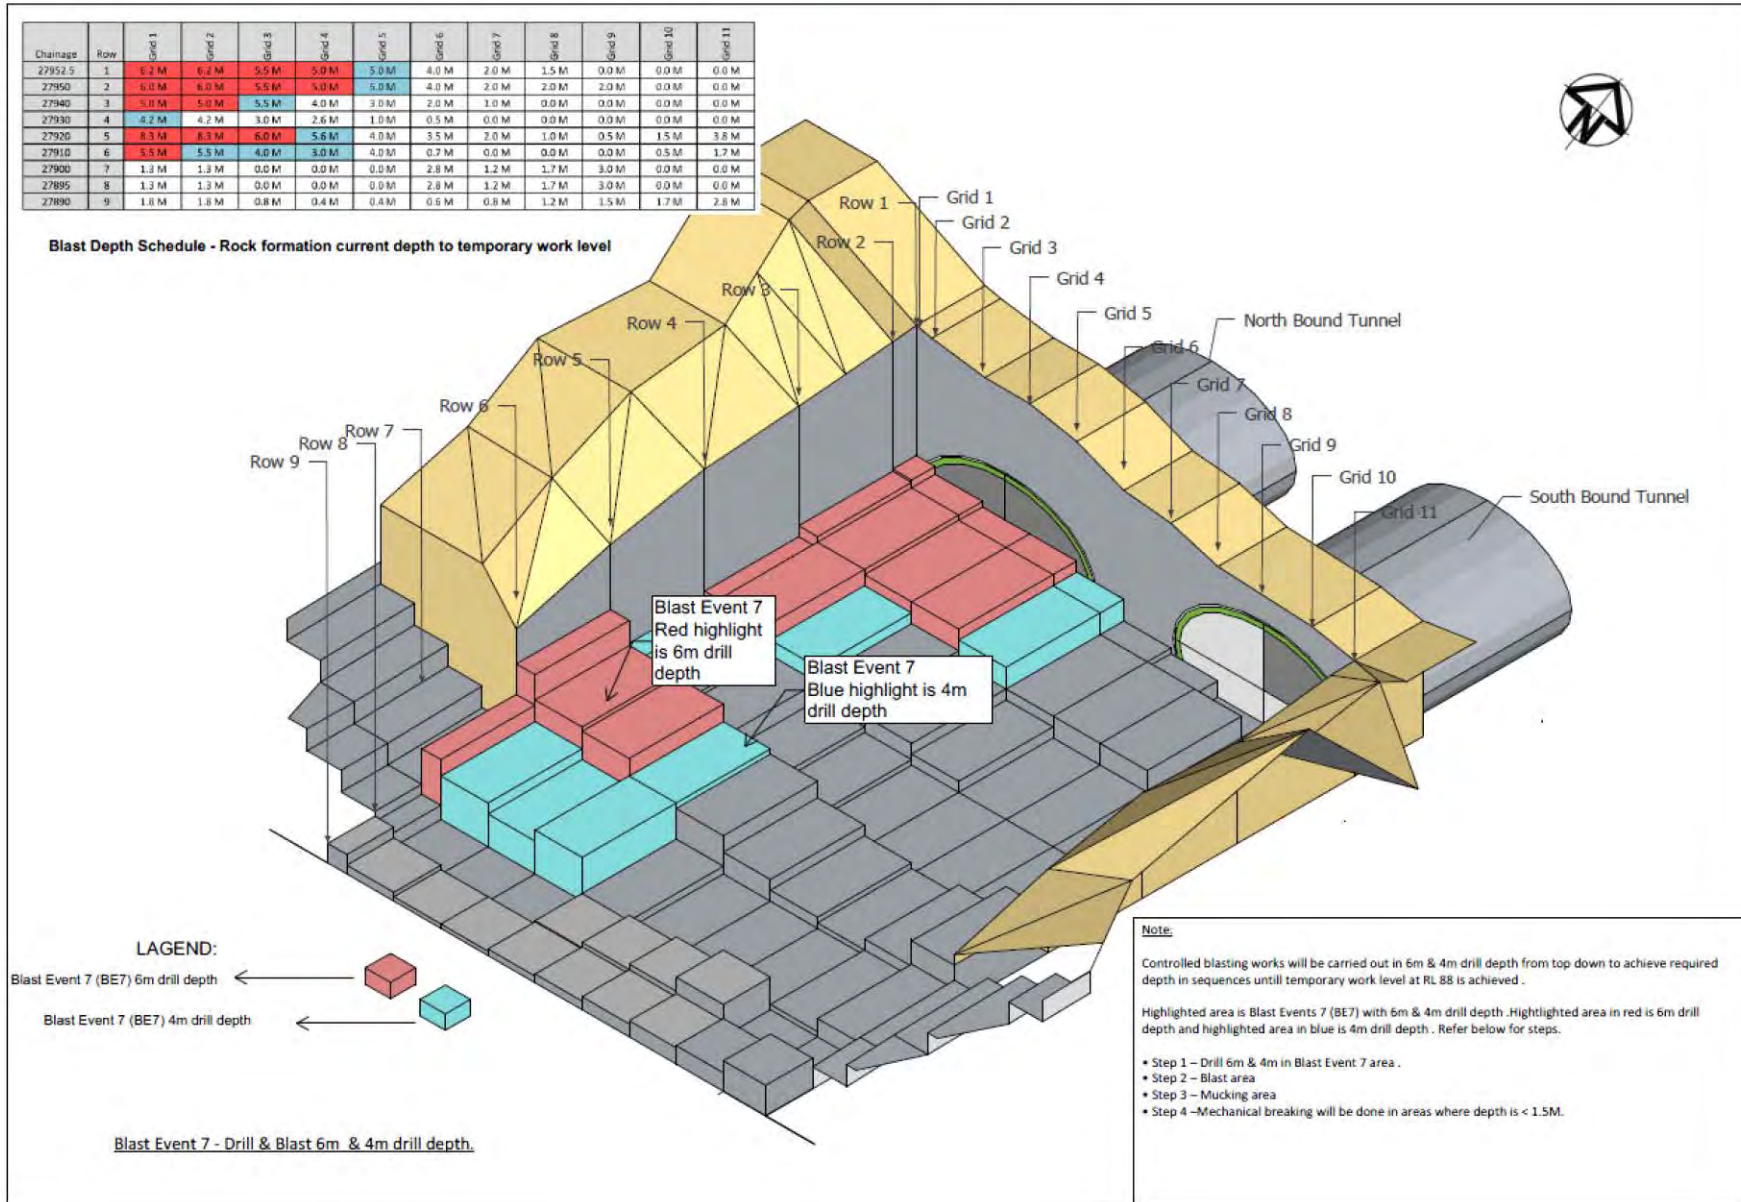 Chainage Row Grid 1 Grid 2 Grid 3 Grid 4 Grid 5 Grid 6 Grid 7 Grid 8 Grid 9 Grid 10 Grid 11
27952.5 1 6.2 M 6.2 M 5.5 M 5.0 M 5.0 M 4.0 M 2.0 M 1.5 M 0.0 M 0.0 M 0.0 M
27950 2 6.0 M 6.0 M 5.5 M 5.0 M 5.0 M 4.0 M 2.0 M 2.0 M 2.0 M 0.0 M 0.0 M
27940 3 5.0 M 5.0 M 5.5 M 4.0 M 3.0 M 2.0 M 1.0 M 0.0 M 0.0 M 0.0 M 0.0 M
27930 4 4.2 M 4.2 M 3.0 M 2.6 M 1.0 M 0.5 M 0.0 M 0.0 M 0.0 M 0.0 M 0.0 M
27920 5 8.3 M 8.3 M 6.0 M 5.6 M 4.0 M 3.5 M 2.0 M 1.0 M 0.5 M 1.5 M 3.8 M
27910 6 5.5 M 5.5 M 4.0 M 3.0 M 4.0 M 0.7 M 0.0 M 0.0 M 0.0 M 0.5 M 1.7 M
27900 7 1.3 M 1.3 M 0.0 M 0.0 M 0.0 M 2.8 M 1.2 M 1.7 M 3.0 M 0.0 M 0.0 M
27895 8 1.3 M 1.3 M 0.0 M 0.0 M 0.0 M 2.8 M 1.2 M 1.7 M 3.0 M 0.0 M 0.0 M
27890 9 1.8 M 1.8 M 0.8 M 0.4 M 0.4 M 0.6 M 0.8 M 1.2 M 1.5 M 1.7 M 2.8 M
Blast Depth Schedule - Rock formation current depth to temporary work level
N
Row 1
Row 2
Row 3
Row 4
Row 5
Row 6
Row 7
Row 8
Row 9
Grid 1
Grid 2
Grid 3
Grid 4
Grid 5
Grid 6
Grid 7
Grid 8
Grid 9
Grid 10
Grid 11
North Bound Tunnel
South Bound Tunnel
Blast Event 7
Red highlight
is 6m drill
depth
Blast Event 7
Blue highlight is 4m
drill depth
LAGEND:
Blast Event 7 (BE7) 6m drill depth
Blast Event 7 (BE7) 4m drill depth
Blast Event 7 - Drill & Blast 6m & 4m drill depth.
Note:
Controlled blasting works will be carried out in 6m & 4m drill depth from top down to achieve required
depth in sequences untill temporary work level at RL 88 is achieved .
Highlighted area is Blast Events 7 (BE7) with 6m & 4m drill depth .Hightlighted area in red is 6m drill
depth and highlighted area in blue is 4m drill depth . Refer below for steps.
• Step 1 – Drill 6m & 4m in Blast Event 7 area .
• Step 2 – Blast area
• Step 3 – Mucking area
• Step 4 –Mechanical breaking will be done in areas where depth is < 1.5M.